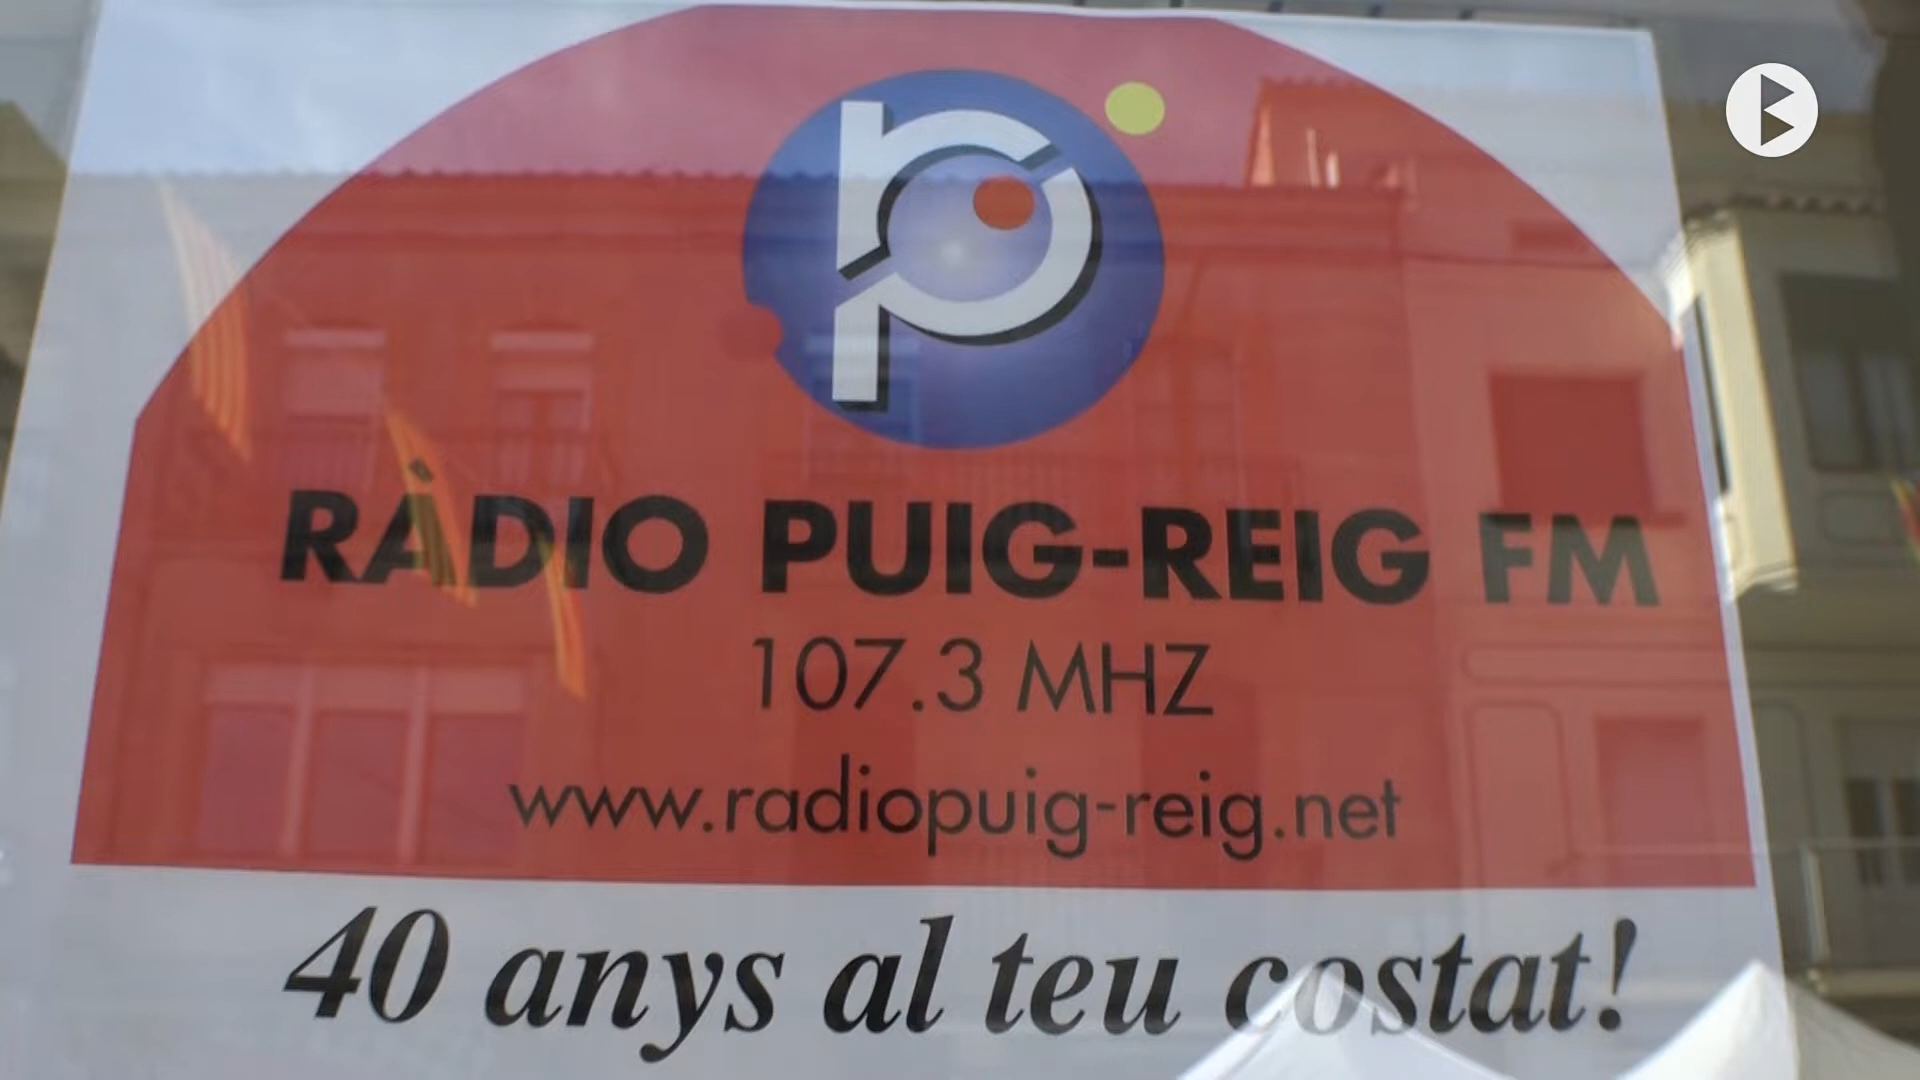 RÀDIO PUIG-REIG FM
107.3 MHZ
www.radiopuig-reig.net
40 anys al teu costat!